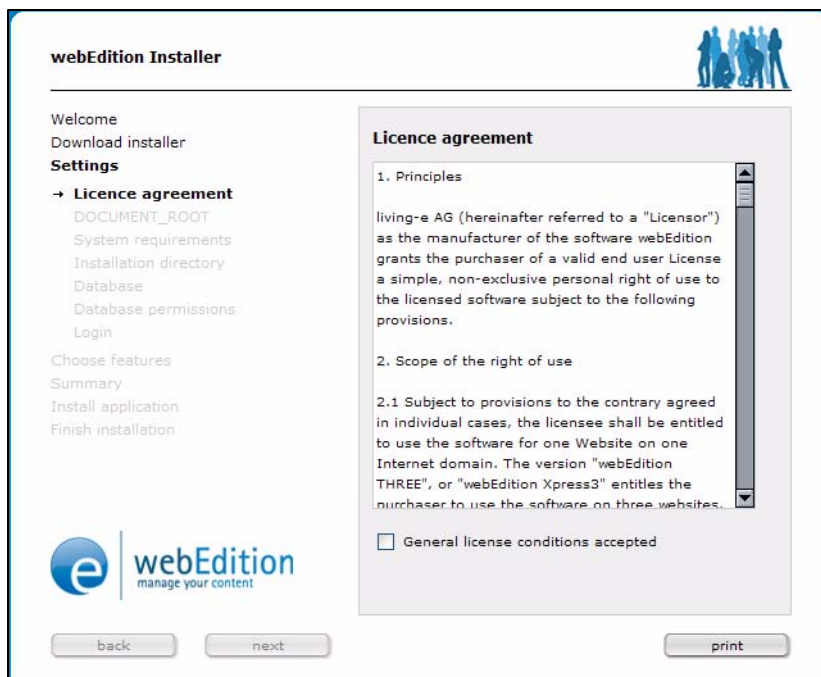 webEdition Installer
Welcome
Download installer
Settings
→ Licence agreement
DOCUMENT_ROOT
System requirements
Installation directory
Database
Database permissions
Login
Choose features
Summary
Install application
Finish installation
Licence agreement
1. Principles
living-e AG (hereinafter referred to a "Licensor")
as the manufacturer of the software webEdition
grants the purchaser of a valid end user License
a simple, non-exclusive personal right of use to
the licensed software subject to the following
provisions.
2. Scope of the right of use
2.1 Subject to provisions to the contrary agreed
in individual cases, the licensee shall be entitled
to use the software for one Website on one
Internet domain. The version "webEdition
THREE", or "webEdition Xpress3" entitles the
purchaser to use the software on three websites.
General license conditions accepted
e webEdition
manage your content
back
next
print